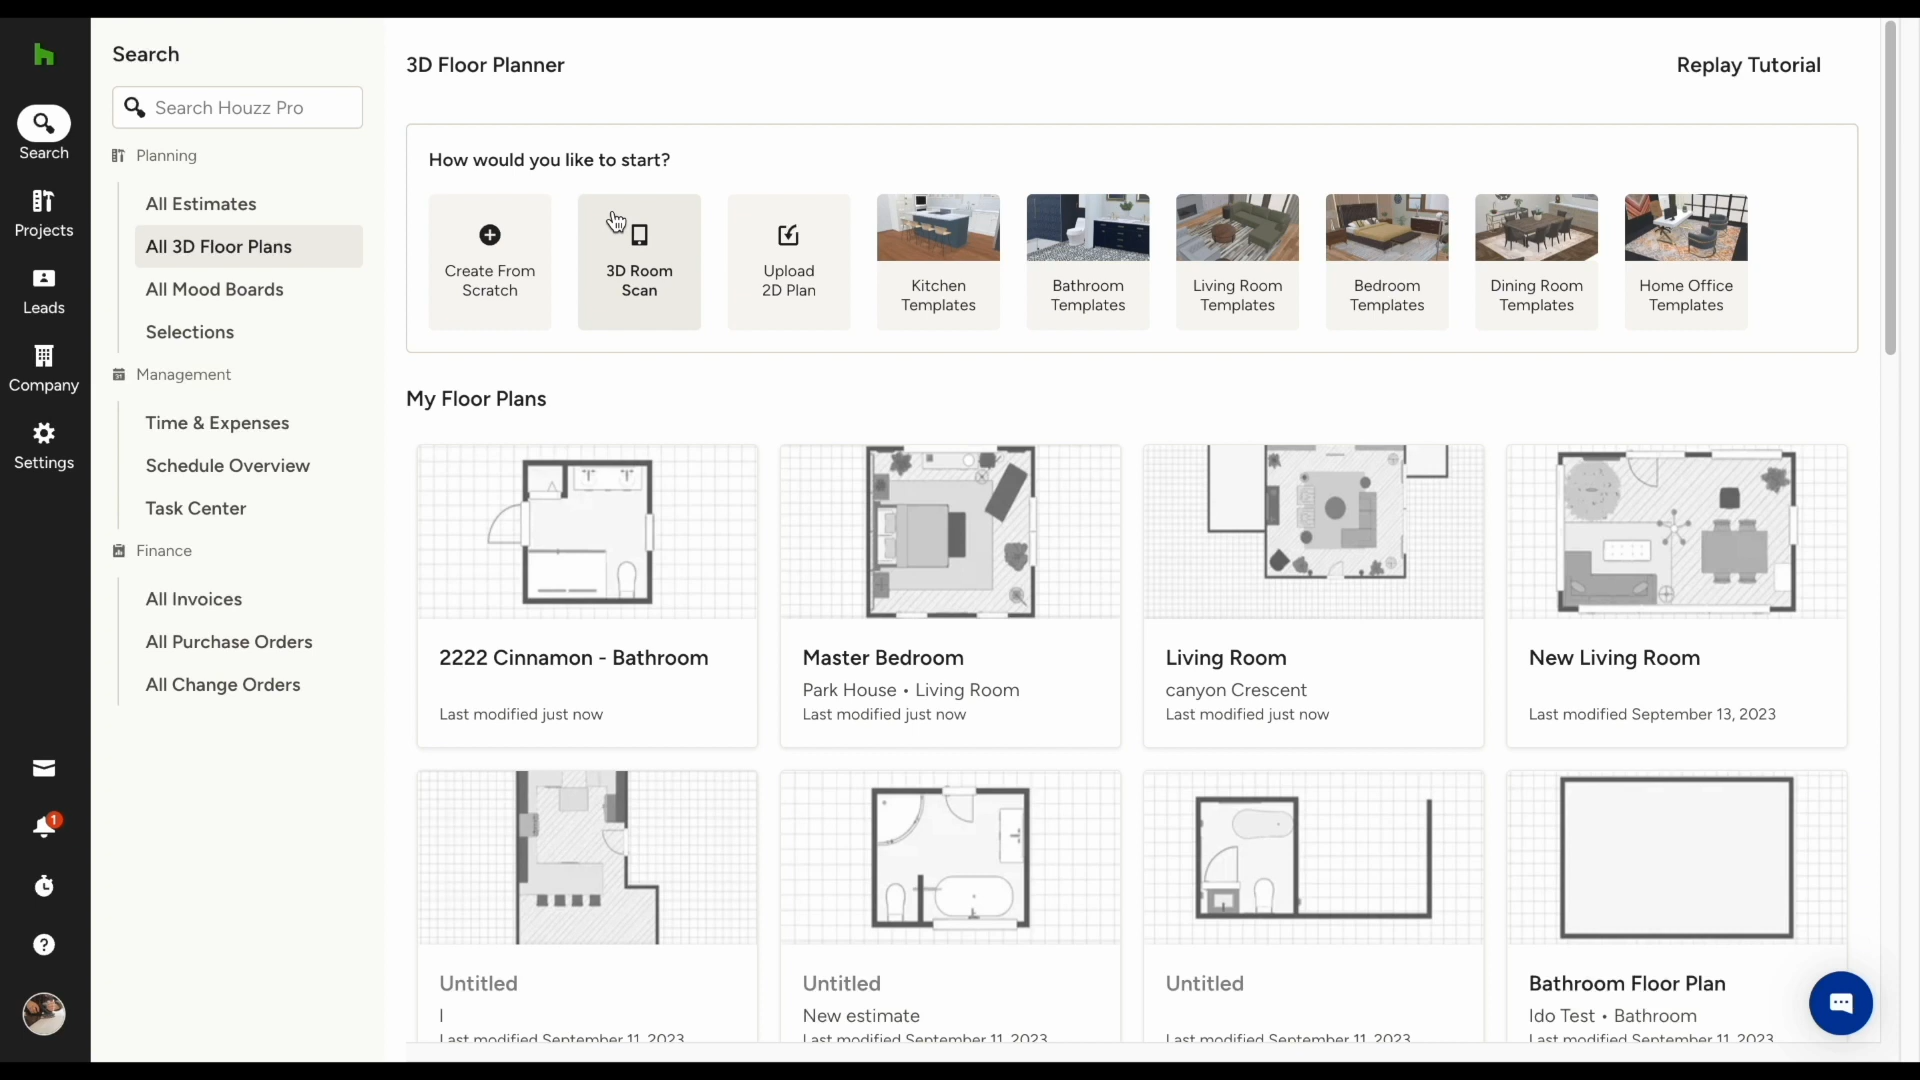 Search
Search Houzz Pro
Search
Projects
Leads
Company
Settings
1
Planning
All Estimates
All 3D Floor Plans
All Mood Boards
Selections
Management
Time & Expenses
Schedule Overview
Task Center
Finance
All Invoices
All Purchase Orders
All Change Orders
3D Floor Planner
Replay Tutorial
How would you like to start?
Create From
Scratch
3D Room
Scan
Upload
2D Plan
Kitchen
Templates
Bathroom
Templates
Living Room
Templates
Bedroom
Templates
Dining Room
Templates
Home Office
Templates
My Floor Plans
2222 Cinnamon - Bathroom
Last modified just now
Master Bedroom
Park House • Living Room
Last modified just now
Living Room
canyon Crescent
Last modified just now
New Living Room
Last modified September 13, 2023
Untitled
I
Last modified September 11, 2023
Untitled
New estimate
Last modified September 11, 2023
Untitled
Last modified September 11, 2023
Bathroom Floor Plan
Ido Test • Bathroom
Last modified September 11, 2023